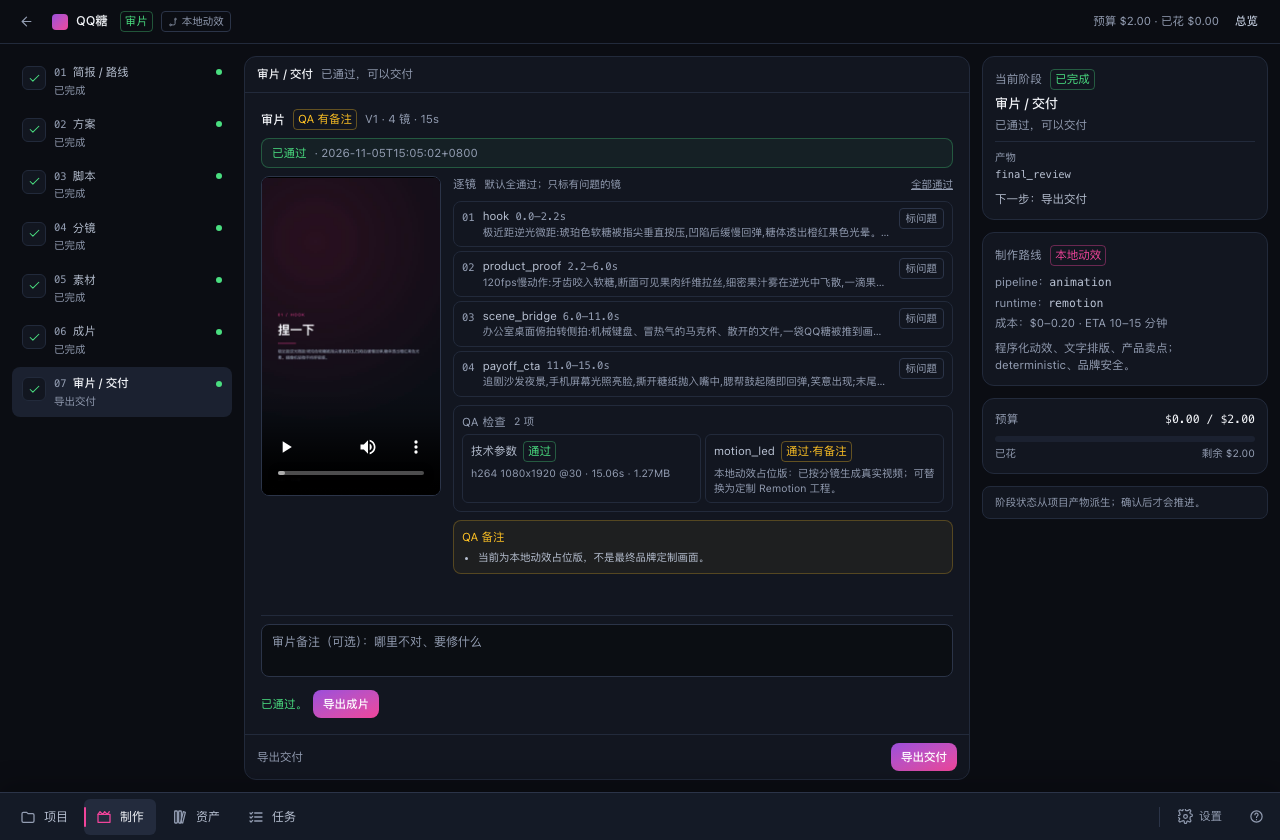 QQ糖 审片 本地动效
预算 $2.00 · 已花 $0.00 总览
01 简报 / 路线
已完成
02 方案
已完成
03 脚本
已完成
04 分镜
已完成
05 素材
已完成
06 成片
已完成
07 审片 / 交付
导出交付
审片 / 交付 已通过，可以交付
审片 QA 有备注 V1 · 4 镜 · 15s
已通过 · 2026-11-05T15:05:02+0800
捏一下
逐镜 默认全通过；只标有问题的镜 全部通过
01 hook 0.0–2.2s 标问题
极近距逆光微距:琥珀色软糖被指尖垂直按压,凹陷后缓慢回弹,糖体透出橙红果色光晕。…
02 product_proof 2.2–6.0s 标问题
120fps慢动作:牙齿咬入软糖,断面可见果肉纤维拉丝,细密果汁雾在逆光中飞散,一滴果…
03 scene_bridge 6.0–11.0s 标问题
办公室桌面俯拍转侧拍:机械键盘、冒热气的马克杯、散开的文件,一袋QQ糖被推到画…
04 payoff_cta 11.0–15.0s 标问题
追剧沙发夜景,手机屏幕光照亮脸,撕开糖纸抛入嘴中,腮帮鼓起随即回弹,笑意出现;末尾…
QA 检查 2 项
技术参数 通过
h264 1080x1920 @30 · 15.06s · 1.27MB
motion_led 通过·有备注
本地动效占位版：已按分镜生成真实视频；可替
换为定制 Remotion 工程。
QA 备注
• 当前为本地动效占位版，不是最终品牌定制画面。
审片备注（可选）：哪里不对、要修什么
已通过。 导出成片
导出交付 导出交付
当前阶段 已完成
审片 / 交付
已通过，可以交付
产物
final_review
下一步：导出交付
制作路线 本地动效
pipeline: animation
runtime: remotion
成本: $0–0.20 · ETA 10–15 分钟
程序化动效、文字排版、产品卖点；
deterministic、品牌安全。
预算 $0.00 / $2.00
已花 剩余 $2.00
阶段状态从项目产物派生；确认后才会推进。
项目 制作 资产 任务 设置